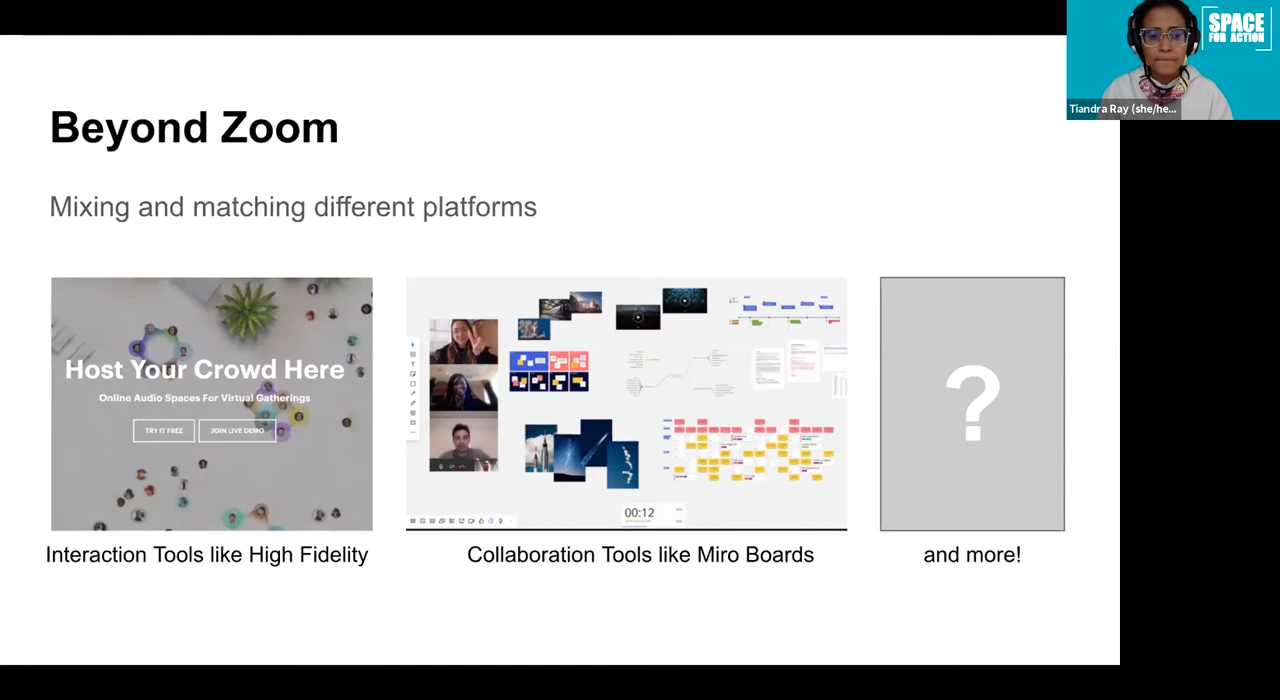 SPACE
FOR ACTION
Tiandra Ray (she/he...
Beyond Zoom
Mixing and matching different platforms
Host Your Crowd Here
Online Audio Spaces For Virtual Gatherings
TRY IT FREE
JOIN LIVE DEMO
00:12
?
Interaction Tools like High Fidelity
Collaboration Tools like Miro Boards
and more!